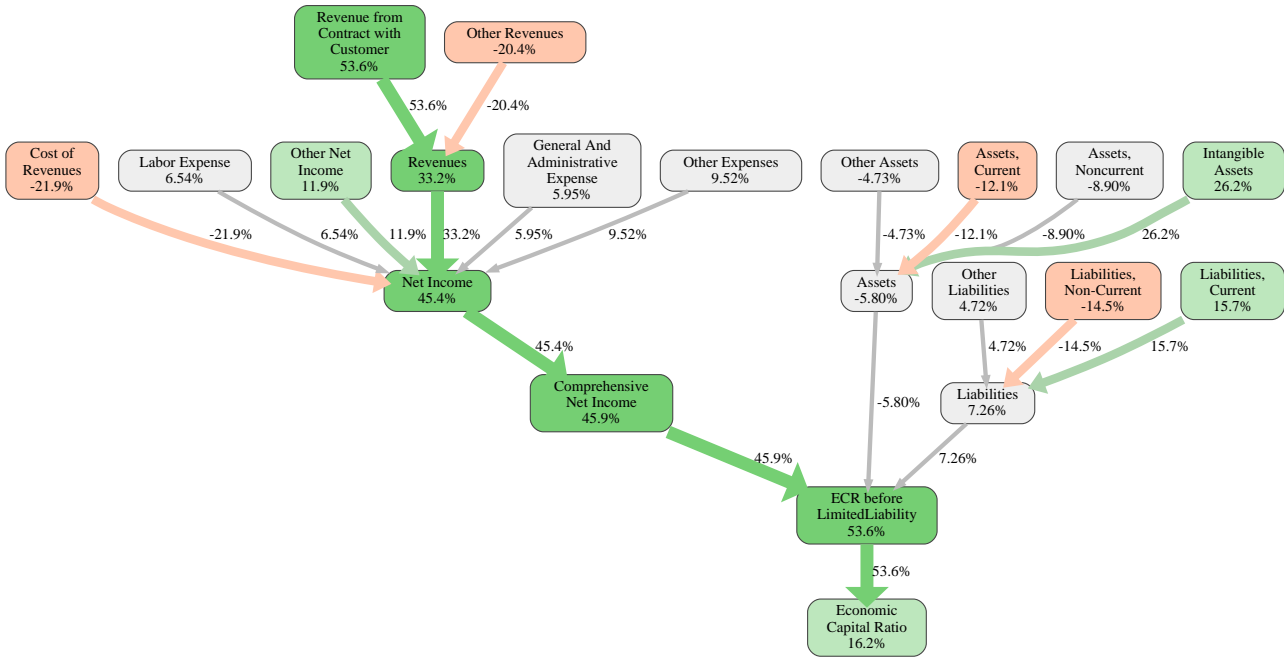 Revenue from
Contract with
Customer
53.6%
Other Revenues
-20.4%
53.6%
-20.4%
Cost of
Revenues
-21.9%
Labor Expense
6.54%
Other Net
Income
11.9%
Revenues
33.2%
General And
Administrative
Expense
5.95%
Other Expenses
9.52%
Other Assets
-4.73%
Assets,
Current
-12.1%
Assets,
Noncurrent
-8.90%
Intangible
Assets
26.2%
-21.9%
6.54%
11.9%
33.2%
5.95%
9.52%
-4.73%
-12.1%
-8.90%
26.2%
Net Income
45.4%
Assets
-5.80%
Other
Liabilities
4.72%
Liabilities,
Non-Current
-14.5%
Liabilities,
Current
15.7%
45.4%
4.72%
-14.5%
15.7%
Comprehensive
Net Income
45.9%
-5.80%
Liabilities
7.26%
45.9%
7.26%
ECR before
LimitedLiability
53.6%
53.6%
Economic
Capital Ratio
16.2%